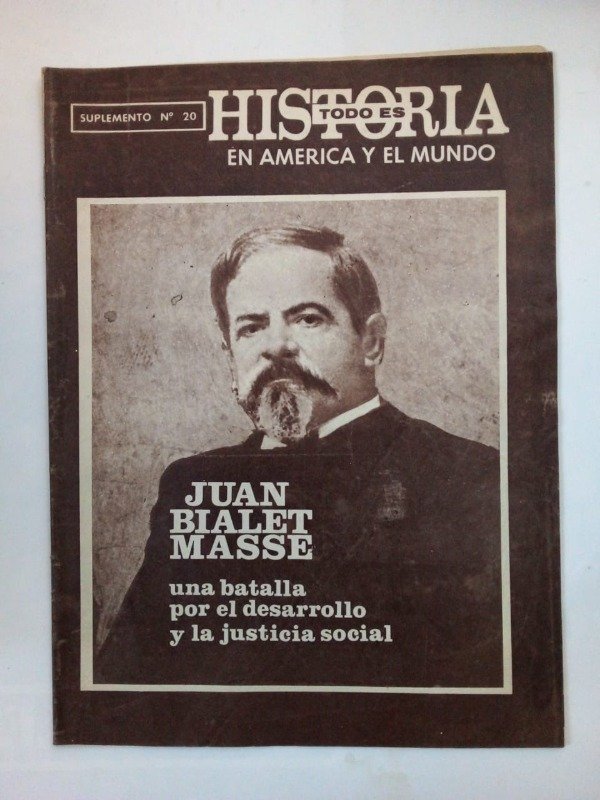 SUPLEMENTO Nº 20
HISTORIA
TODO ES
EN AMERICA Y EL MUNDO
JUAN
BIALET
MASSE
una batalla
por el desarrollo
y la justicia social